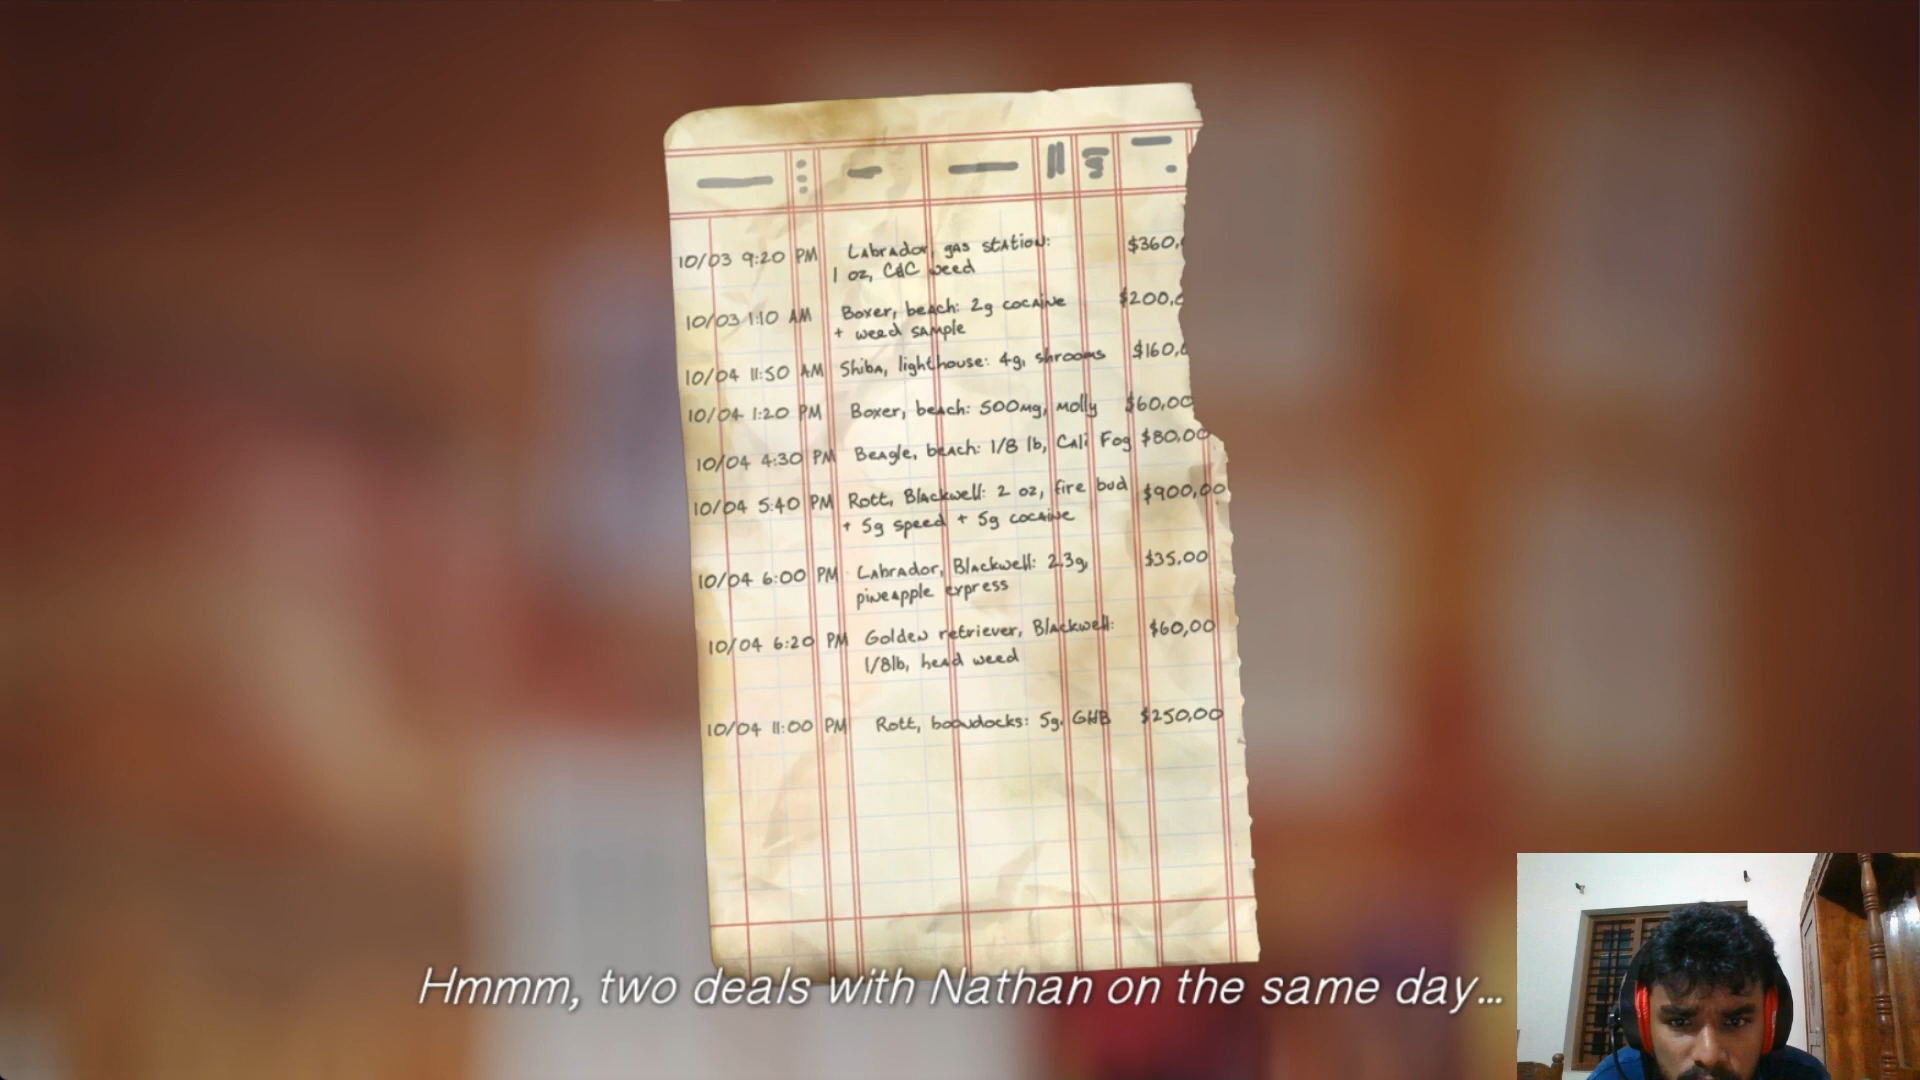 10/03 9:20 PM Labrador, gas station: $360,
1 oz, C&C weed
10/03 1:10 AM Boxer, beach: 2g cocaine $200,0
+ weed sample
10/04 11:50 AM Shiba, lighthouse: 4g, shrooms $160,0
10/04 1:20 PM Boxer, beach: 500mg, molly $60,00
10/04 4:30 PM Beagle, beach: 1/8 lb, Cali Fog $80,00
10/04 5:40 PM Rott, Blackwell: 2 oz, fire bud $900,00
+ 5g speed + 5g cocaine
10/04 6:00 PM Labrador, Blackwell: 2.3g, $35,00
pineapple express
10/04 6:20 PM Golden retriever, Blackwell: $60,00
1/8lb, head weed
10/04 11:00 PM Rott, boondocks: 5g, GHB $250,00
Hmmm, two deals with Nathan on the same day...